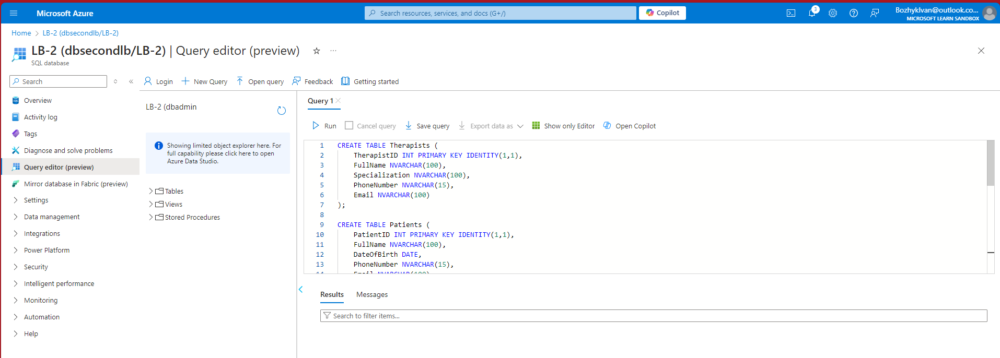 Microsoft Azure
Search resources, services, and docs (G+/)
Copilot
3
BozhykIvan@outlook.co...
MICROSOFT LEARN SANDBOX
Home > LB-2 (dbsecondlb/LB-2)
LB-2 (dbsecondlb/LB-2) | Query editor (preview)
SQL database
Search
Login
New Query
Open query
Feedback
Getting started
Overview
Activity log
Tags
Diagnose and solve problems
Query editor (preview)
Mirror database in Fabric (preview)
Settings
Data management
Integrations
Power Platform
Security
Intelligent performance
Monitoring
Automation
Help
LB-2 (dbadmin
Showing limited object explorer here. For
full capability please click here to open
Azure Data Studio.
Tables
Views
Stored Procedures
Query 1
Run
Cancel query
Save query
Export data as
Show only Editor
Open Copilot
1 CREATE TABLE Therapists (
2 TherapistID INT PRIMARY KEY IDENTITY(1,1),
3 FullName NVARCHAR(100),
4 Specialization NVARCHAR(100),
5 PhoneNumber NVARCHAR(15),
6 Email NVARCHAR(100)
7 );
8
9 CREATE TABLE Patients (
10 PatientID INT PRIMARY KEY IDENTITY(1,1),
11 FullName NVARCHAR(100),
12 DateOfBirth DATE,
13 PhoneNumber NVARCHAR(15),
14 Email NVARCHAR(100)
Results
Messages
Search to filter items...